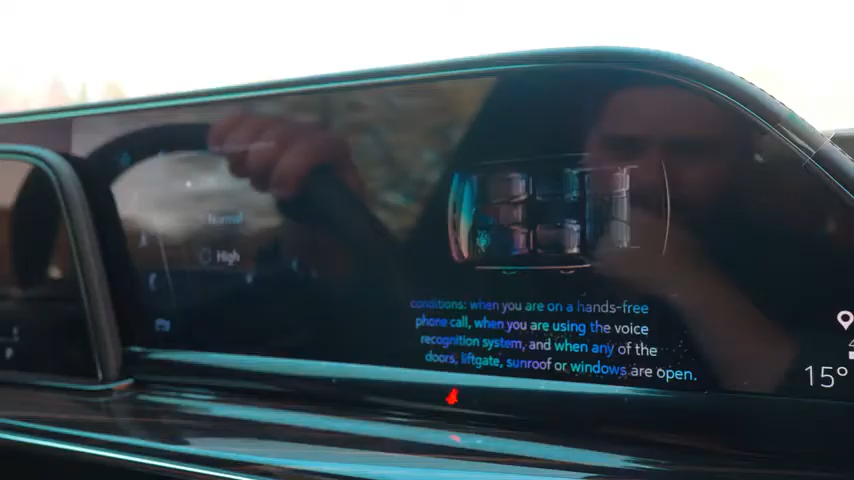 Normal
High
conditions: when you are on a hands-free
phone call, when you are using the voice
recognition system, and when any of the
doors, liftgate, sunroof or windows are open.
P
15°